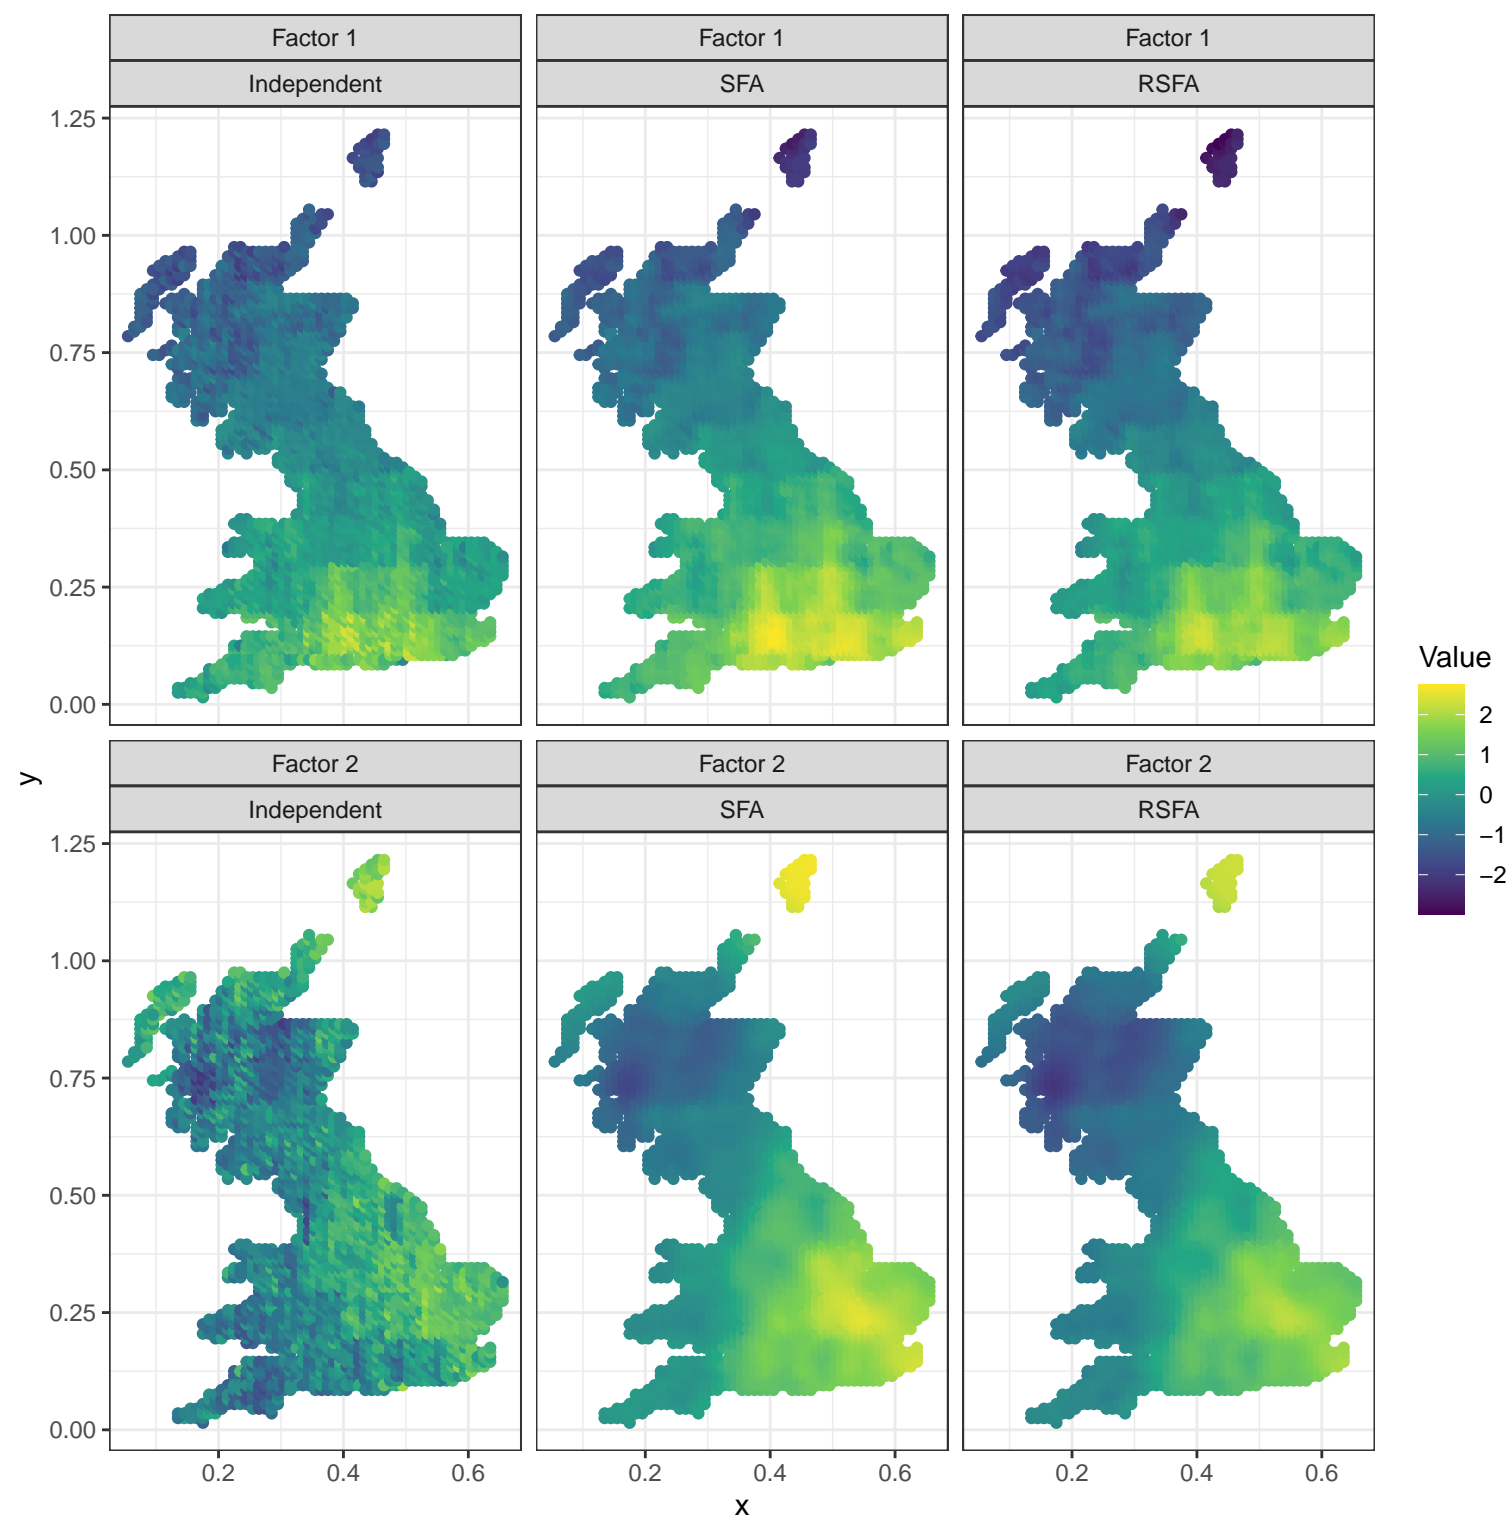 Factor 1 Factor 1 Factor 1
Independent SFA RSFA
1.25
1.00
0.75
0.50
0.25
0.00
Value
2
1
0
−1
−2
y
Factor 2 Factor 2 Factor 2
Independent SFA RSFA
1.25
1.00
0.75
0.50
0.25
0.00
0.2 0.4 0.6 0.2 0.4 0.6 0.2 0.4 0.6
x